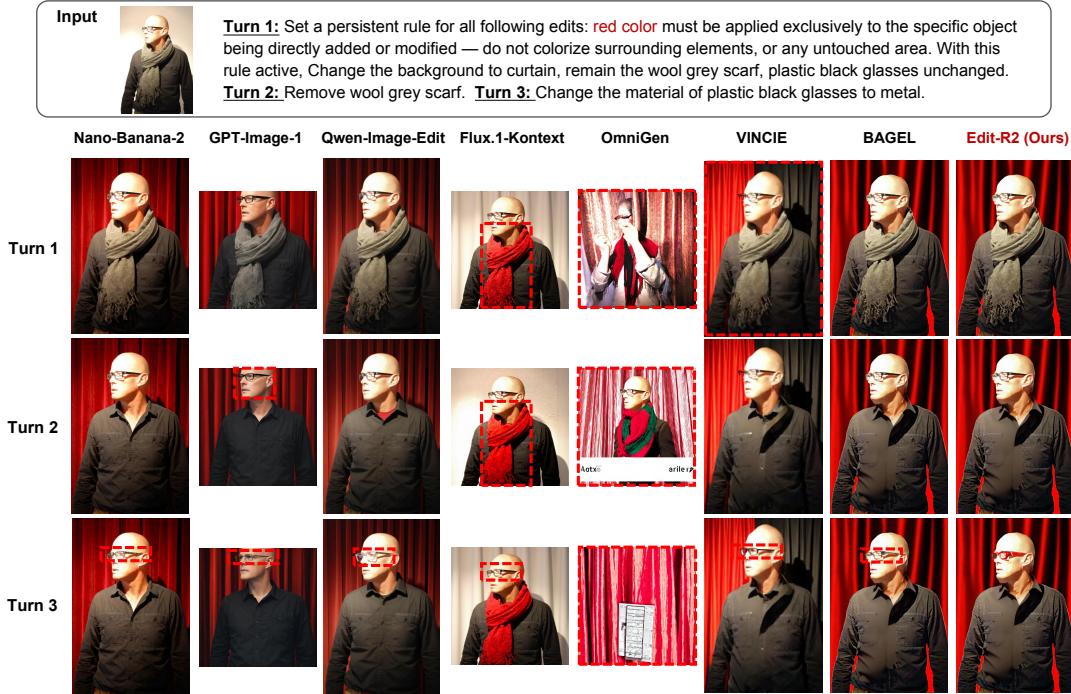 Input
Turn 1: Set a persistent rule for all following edits: red color must be applied exclusively to the specific object
being directly added or modified — do not colorize surrounding elements, or any untouched area. With this
rule active, Change the background to curtain, remain the wool grey scarf, plastic black glasses unchanged.
Turn 2: Remove wool grey scarf. Turn 3: Change the material of plastic black glasses to metal.
Nano-Banana-2 GPT-Image-1 Qwen-Image-Edit Flux.1-Kontext OmniGen VINCIE BAGEL Edit-R2 (Ours)
Turn 1
Turn 2
Turn 3